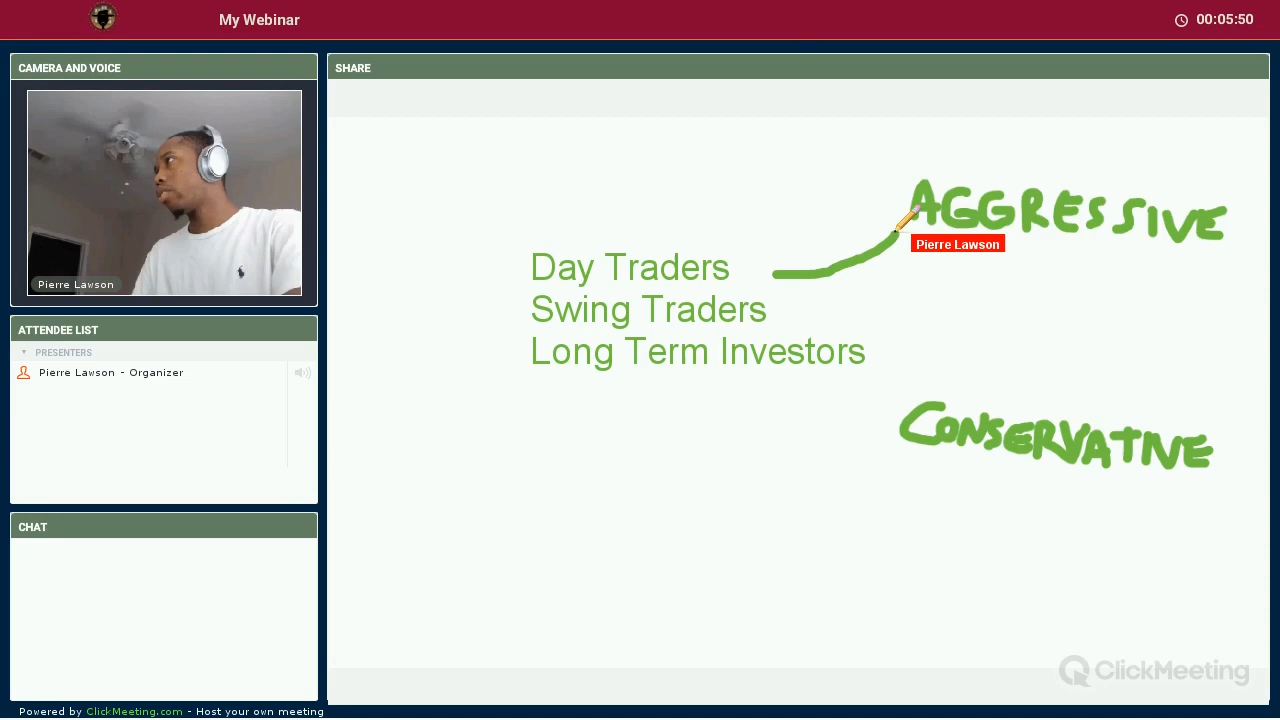 My Webinar
00:05:50
CAMERA AND VOICE
Pierre Lawson
ATTENDEE LIST
PRESENTERS
Pierre Lawson - Organizer
CHAT
SHARE
AGGRESSIVE
Pierre Lawson
Day Traders
Swing Traders
Long Term Investors
CONSERVATIVE
ClickMeeting
Powered by ClickMeeting.com - Host your own meeting